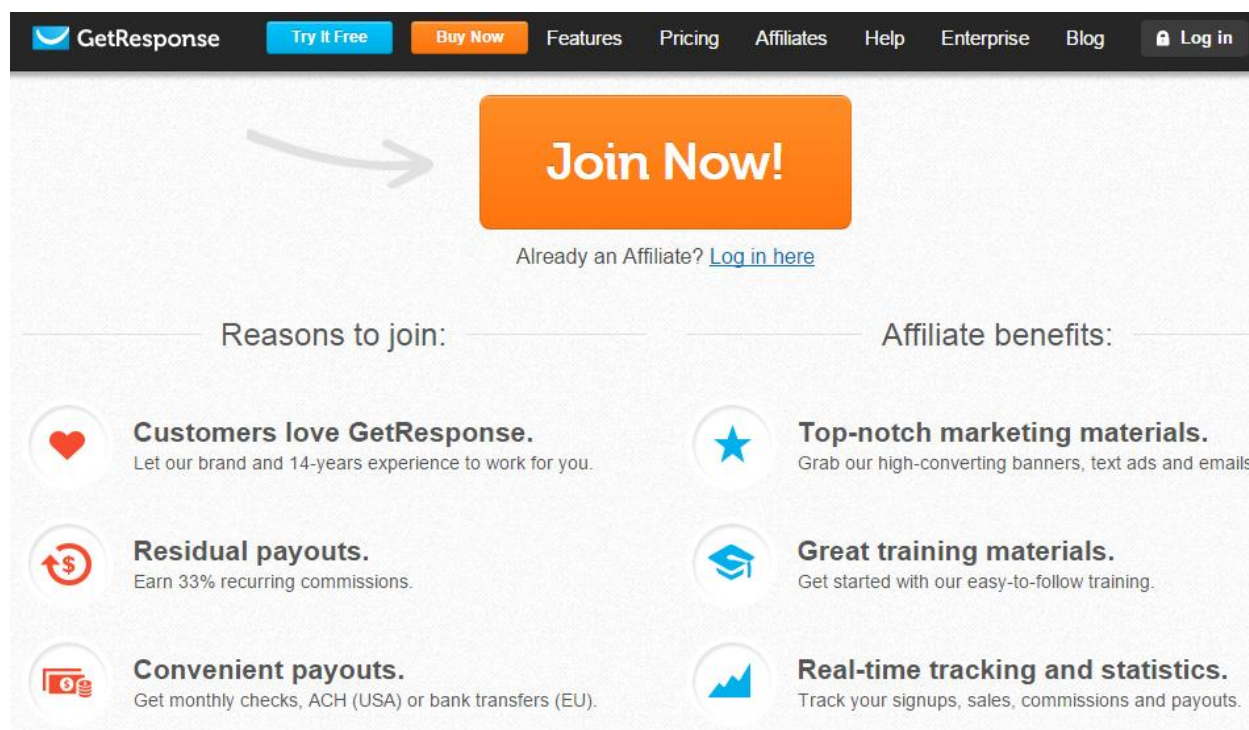 GetResponse Try It Free Buy Now Features Pricing Affiliates Help Enterprise Blog Log in
Join Now!
Already an Affiliate? Log in here
Reasons to join:
Customers love GetResponse.
Let our brand and 14-years experience to work for you.
Residual payouts.
Earn 33% recurring commissions.
Convenient payouts.
Get monthly checks, ACH (USA) or bank transfers (EU).
Affiliate benefits:
Top-notch marketing materials.
Grab our high-converting banners, text ads and emails
Great training materials.
Get started with our easy-to-follow training.
Real-time tracking and statistics.
Track your signups, sales, commissions and payouts.